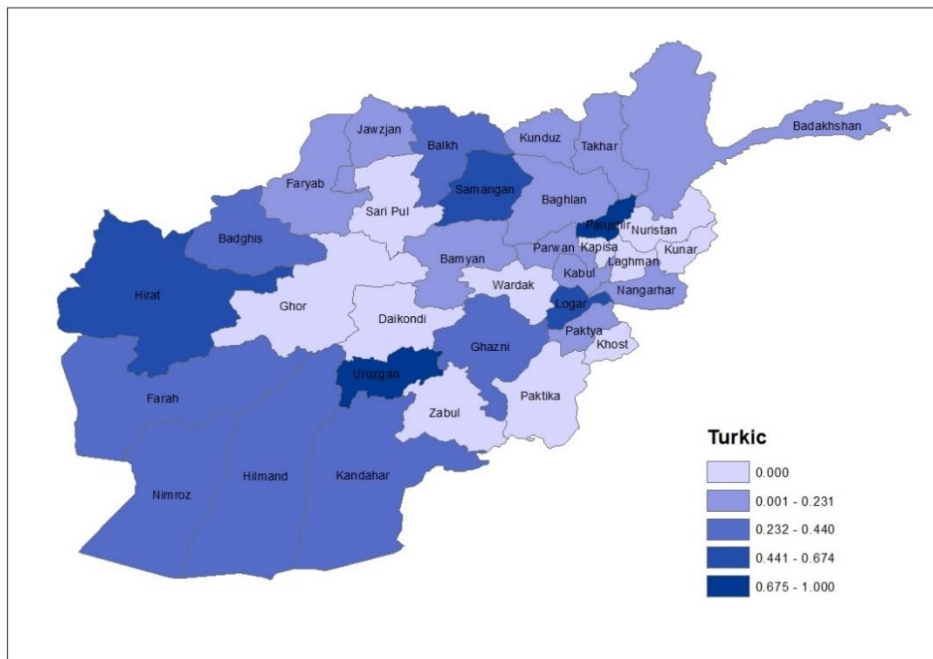 Badakhshan
Jawzjan
Kunduz
Takhar
Balkh
Faryab
Samangan
Baghlan
Sari Pul
Panjshir
Nuristan
Badghis
Parwan
Kapisa
Kunar
Bamyan
Laghman
Kabul
Wardak
Nangarhar
Hirat
Ghor
Logar
Daikondi
Paktya
Khost
Ghazni
Uruzgan
Farah
Paktika
Zabul
Hilmand
Kandahar
Nimroz
Turkic
0.000
0.001 - 0.231
0.232 - 0.440
0.441 - 0.674
0.675 - 1.000